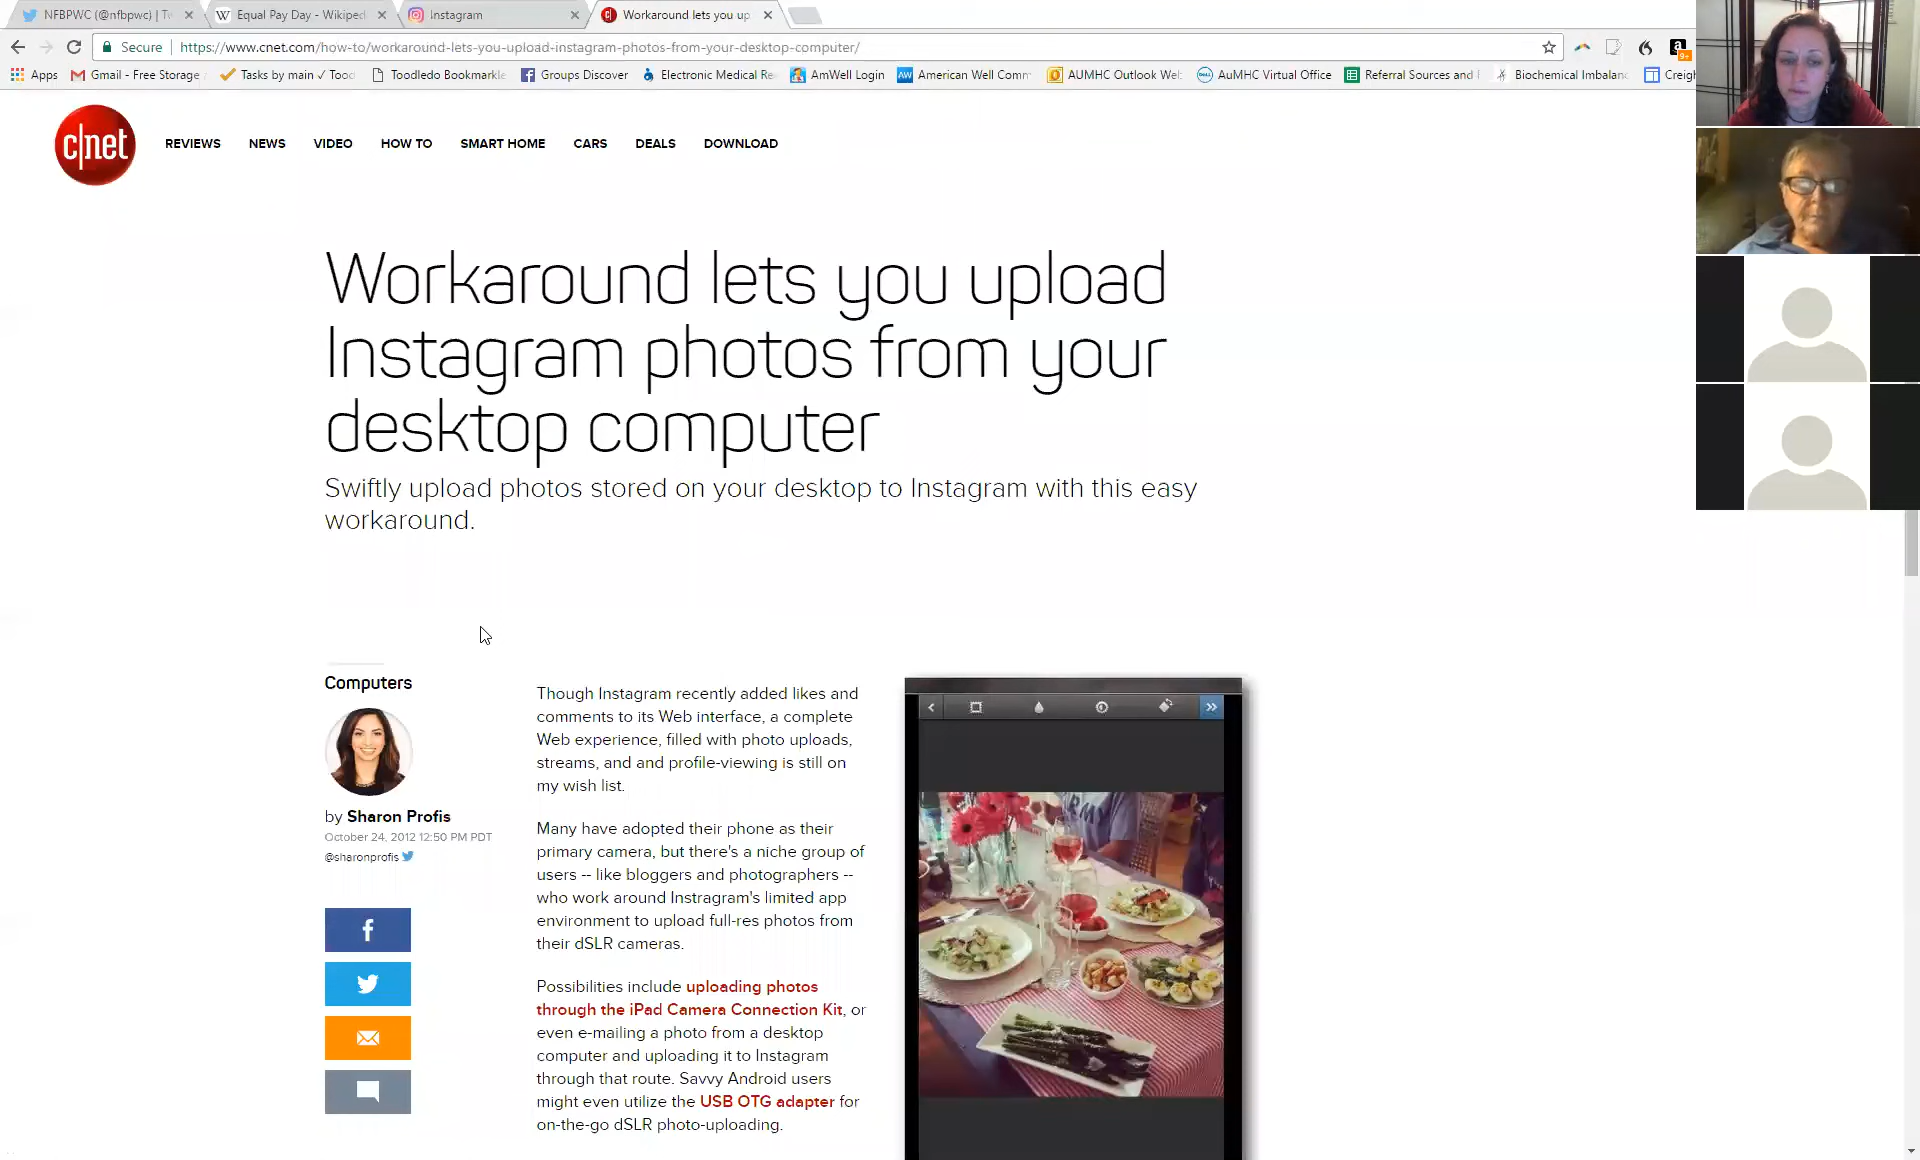 NFBPWC (@nfbpwc) | Tw
Equal Pay Day - Wikiped
Instagram
Workaround lets you up
Secure
https://www.cnet.com/how-to/workaround-lets-you-upload-instagram-photos-from-your-desktop-computer/
Apps
Gmail - Free Storage
Tasks by main ✓ Tood
Toodledo Bookmarkle
Groups Discover
Electronic Medical Re
AmWell Login
American Well Comm
AUMHC Outlook We
AuMHC Virtual Office
Referral Sources and
Biochemical Imbalan
Creigh
c|net
REVIEWS
NEWS
VIDEO
HOW TO
SMART HOME
CARS
DEALS
DOWNLOAD
Workaround lets you upload
Instagram photos from your
desktop computer
Swiftly upload photos stored on your desktop to Instagram with this easy
workaround.
Computers
by Sharon Profis
October 24, 2012 12:50 PM PDT
@sharonprofis
Though Instagram recently added likes and
comments to its Web interface, a complete
Web experience, filled with photo uploads,
streams, and and profile-viewing is still on
my wish list.
Many have adopted their phone as their
primary camera, but there's a niche group of
users -- like bloggers and photographers --
who work around Instragram's limited app
environment to upload full-res photos from
their dSLR cameras.
Possibilities include uploading photos
through the iPad Camera Connection Kit, or
even e-mailing a photo from a desktop
computer and uploading it to Instagram
through that route. Savvy Android users
might even utilize the USB OTG adapter for
on-the-go dSLR photo-uploading.